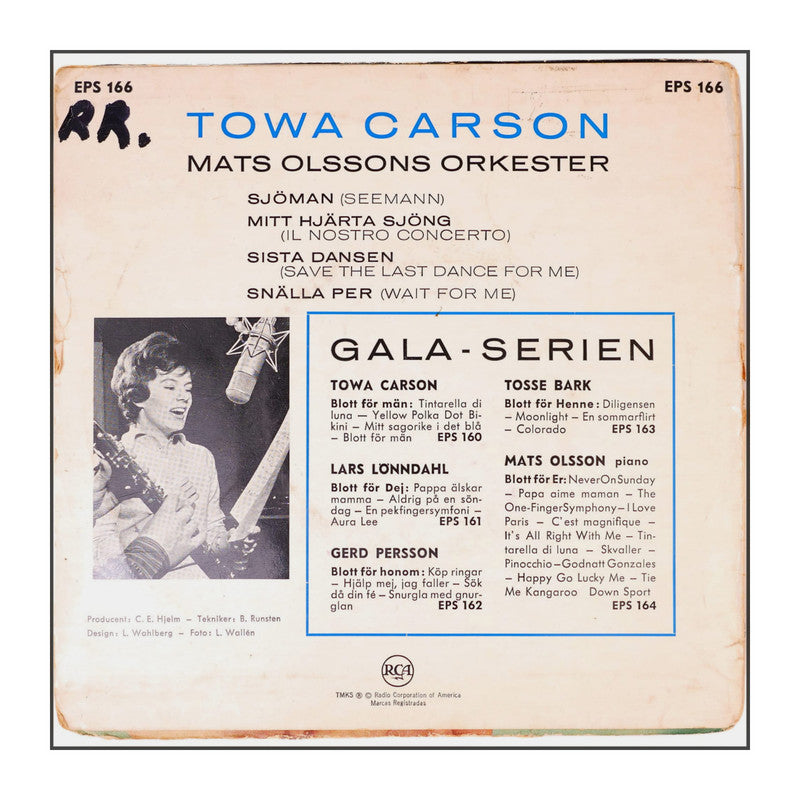 EPS 166
EPS 166
RR.
TOWA CARSON
MATS OLSSONS ORKESTER
SJÖMAN (SEEMANN)
MITT HJÄRTA SJÖNG
(IL NOSTRO CONCERTO)
SISTA DANSEN
(SAVE THE LAST DANCE FOR ME)
SNÄLLA PER (WAIT FOR ME)
GALA-SERIEN
TOWA CARSON
Blott för män: Tintarella di
luna – Yellow Polka Dot Bi-
kini – Mitt sagorike i det blå
– Blott för män EPS 160
LARS LÖNNDAHL
Blott för Dej: Pappa älskar
mamma – Aldrig på en sön-
dag – En pekfingersymfoni –
Aura Lee EPS 161
GERD PERSSON
Blott för honom: Köp ringar
– Hjälp mej, jag faller – Sök
då din fé – Snurgla med gnur-
glan EPS 162
TOSSE BARK
Blott för Henne: Diligensen
– Moonlight – En sommarflirt
– Colorado EPS 163
MATS OLSSON piano
Blott för Er: Never On Sunday
– Papa aime maman – The
One-Finger Symphony – I Love
Paris – C'est magnifique –
It's All Right With Me – Tin-
tarella di luna – Skvaller –
Pinocchio – Godnatt Gonzales
– Happy Go Lucky Me – Tie
Me Kangaroo Down Sport
EPS 164
Producent: C. E. Hjelm – Tekniker: B. Runsten
Design: L. Wahlberg – Foto: L. Wallén
RCA
TMKS ® © Radio Corporation of America
Marcas Registradas